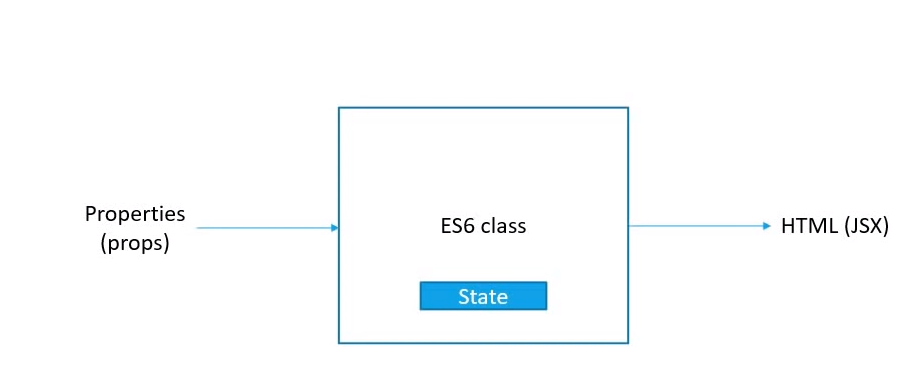 Properties
(props)
ES6 class
State
HTML (JSX)